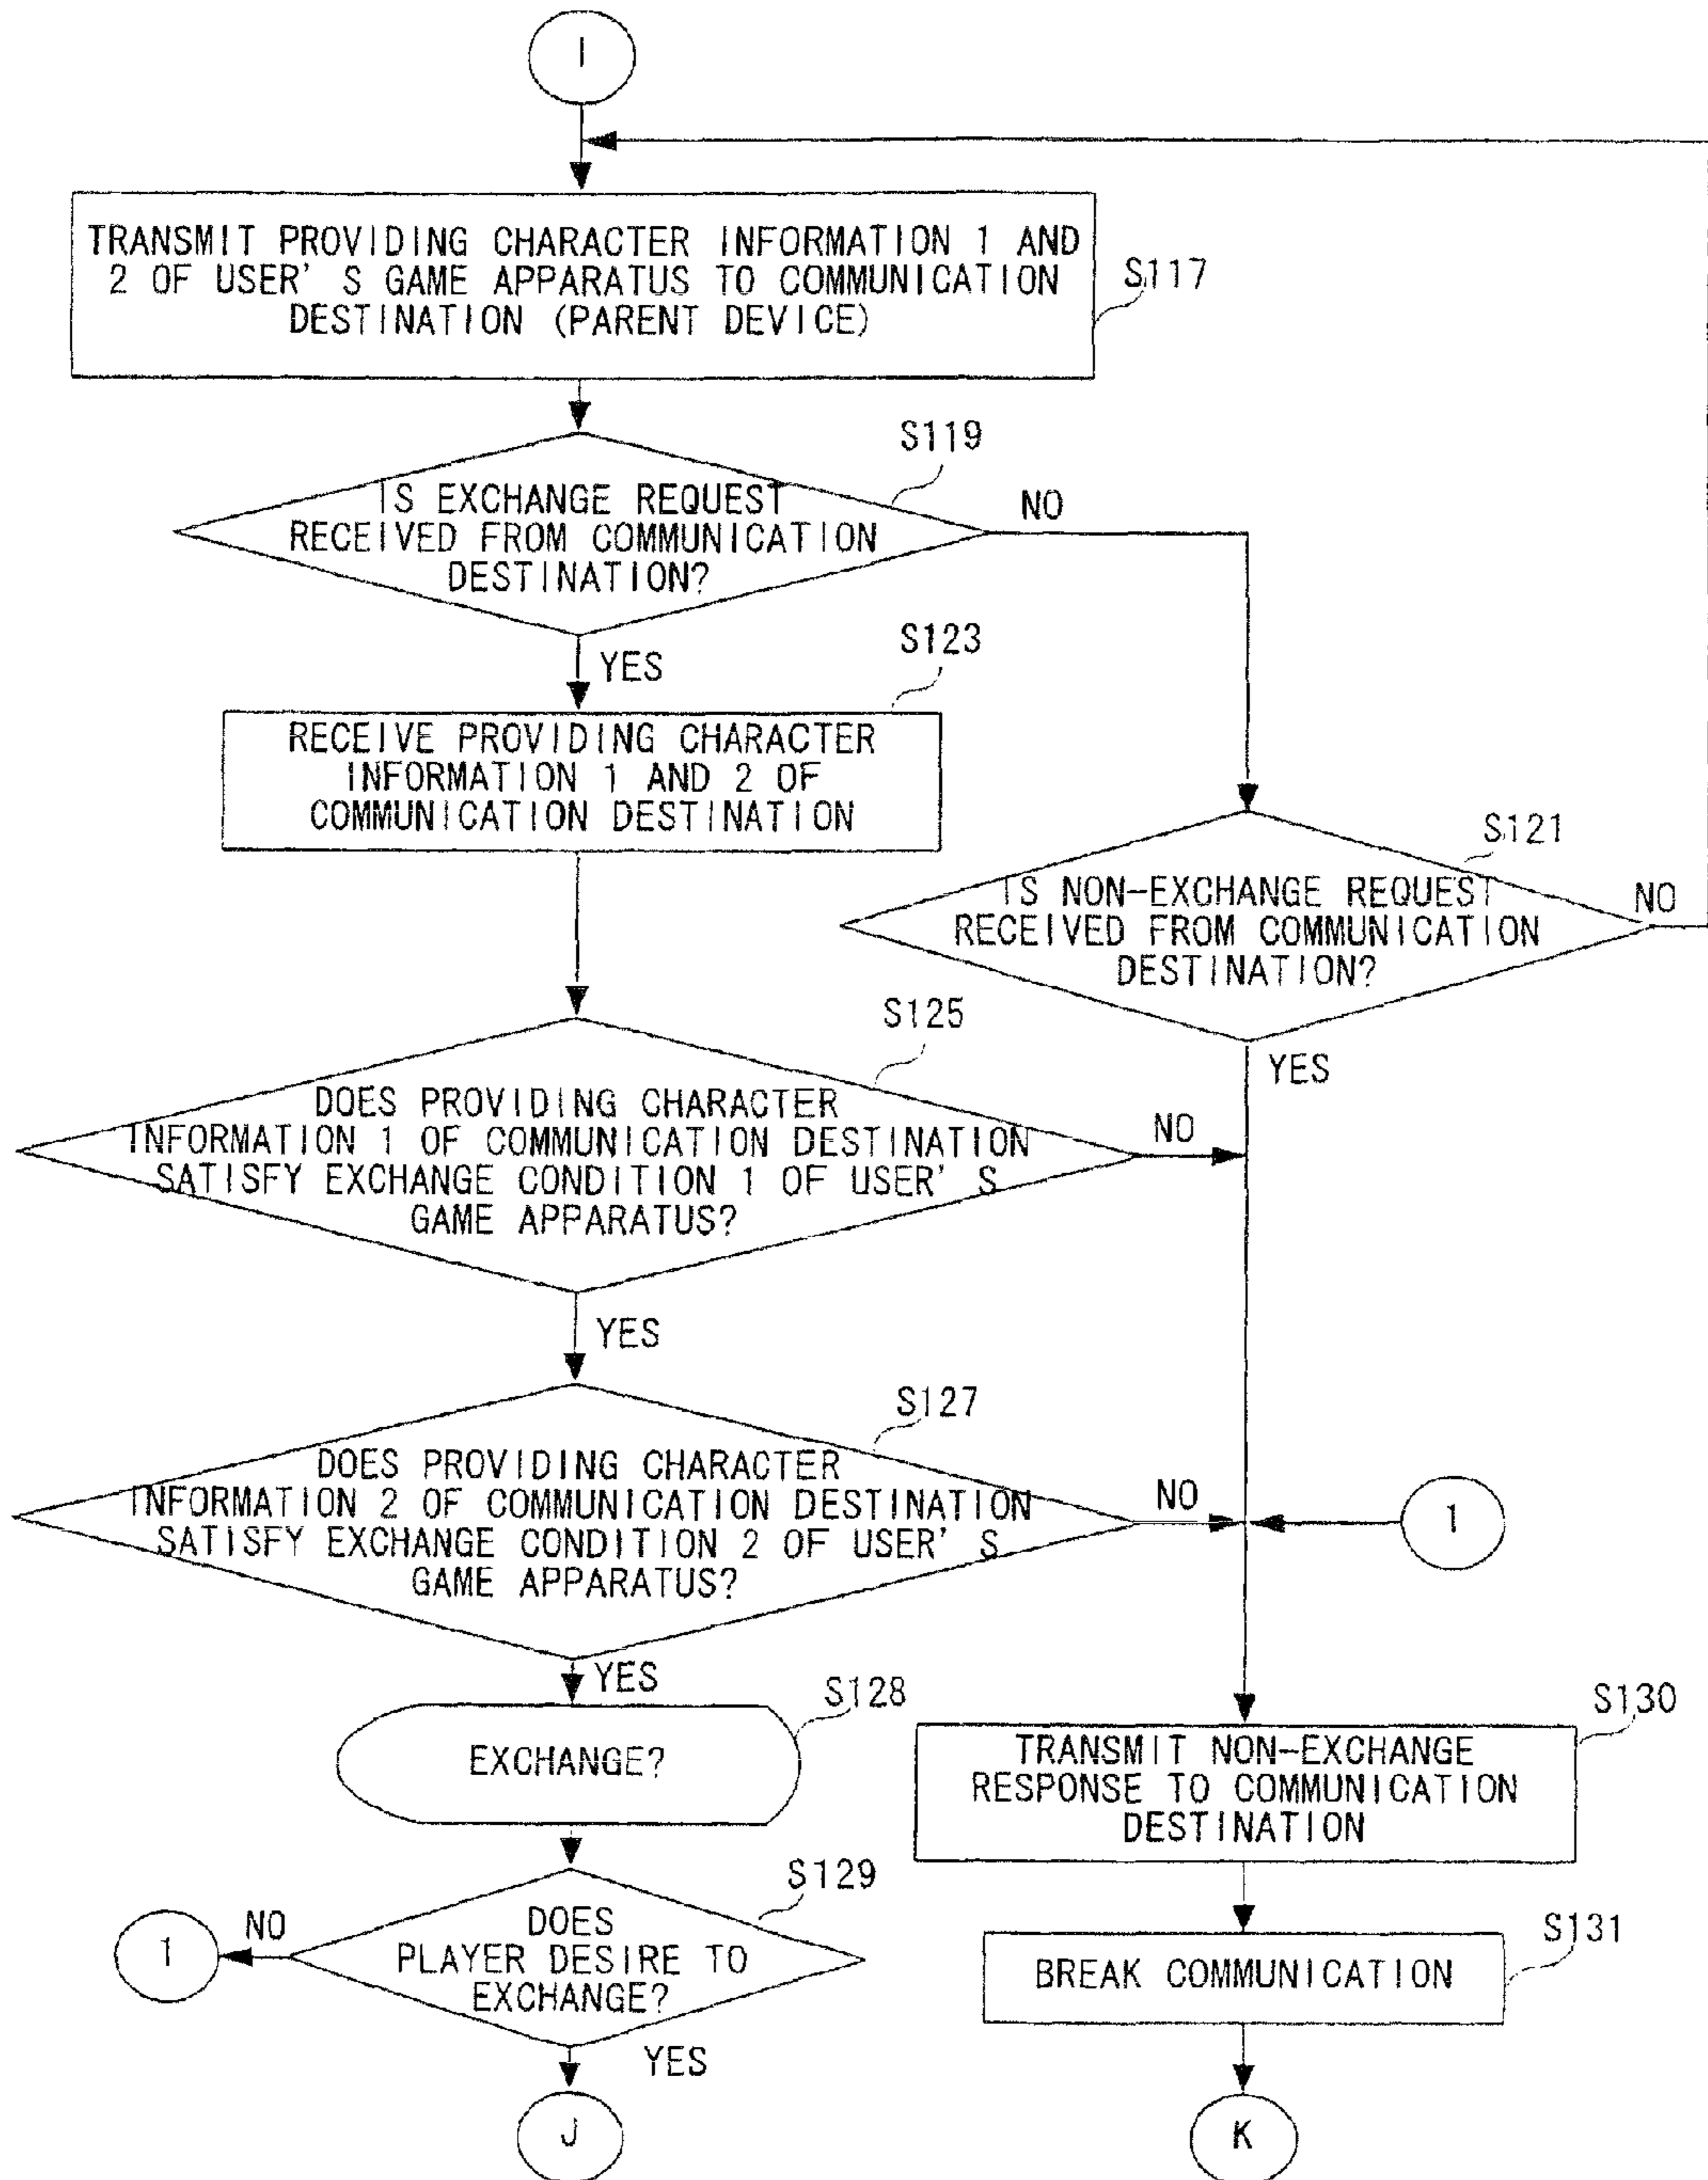 I
TRANSMIT PROVIDING CHARACTER INFORMATION 1 AND
2 OF USER'S GAME APPARATUS TO COMMUNICATION
DESTINATION (PARENT DEVICE)
S117
S119
IS EXCHANGE REQUEST
RECEIVED FROM COMMUNICATION
DESTINATION?
NO
YES
S123
RECEIVE PROVIDING CHARACTER
INFORMATION 1 AND 2 OF
COMMUNICATION DESTINATION
S121
IS NON-EXCHANGE REQUEST
RECEIVED FROM COMMUNICATION
DESTINATION?
NO
YES
S125
DOES PROVIDING CHARACTER
INFORMATION 1 OF COMMUNICATION DESTINATION
SATISFY EXCHANGE CONDITION 1 OF USER'S
GAME APPARATUS?
NO
YES
S127
DOES PROVIDING CHARACTER
INFORMATION 2 OF COMMUNICATION DESTINATION
SATISFY EXCHANGE CONDITION 2 OF USER'S
GAME APPARATUS?
NO
1
YES
S128
EXCHANGE?
S130
TRANSMIT NON-EXCHANGE
RESPONSE TO COMMUNICATION
DESTINATION
S129
DOES
PLAYER DESIRE TO
EXCHANGE?
NO
1
YES
S131
BREAK COMMUNICATION
J
K